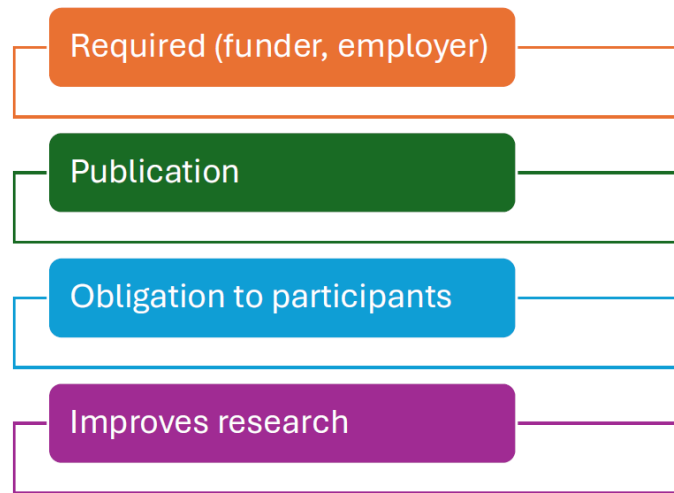 Required (funder, employer)
Publication
Obligation to participants
Improves research